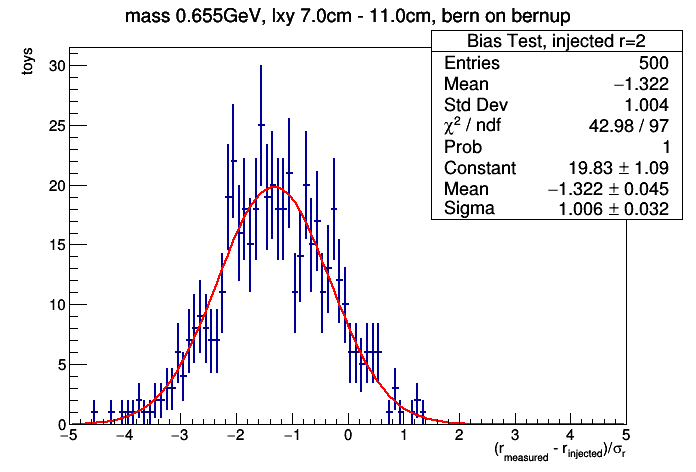 mass 0.655GeV, lxy 7.0cm - 11.0cm, bern on bernup
Bias Test, injected r=2
Entries 500
Mean −1.322
Std Dev 1.004
χ² / ndf 42.98 / 97
Prob 1
Constant 19.83 ± 1.09
Mean −1.322 ± 0.045
Sigma 1.006 ± 0.032
toys
30
25
20
15
10
5
0
−5 −4 −3 −2 −1 0 1 2 3 4 5
(r_measured - r_injected)/σ_r